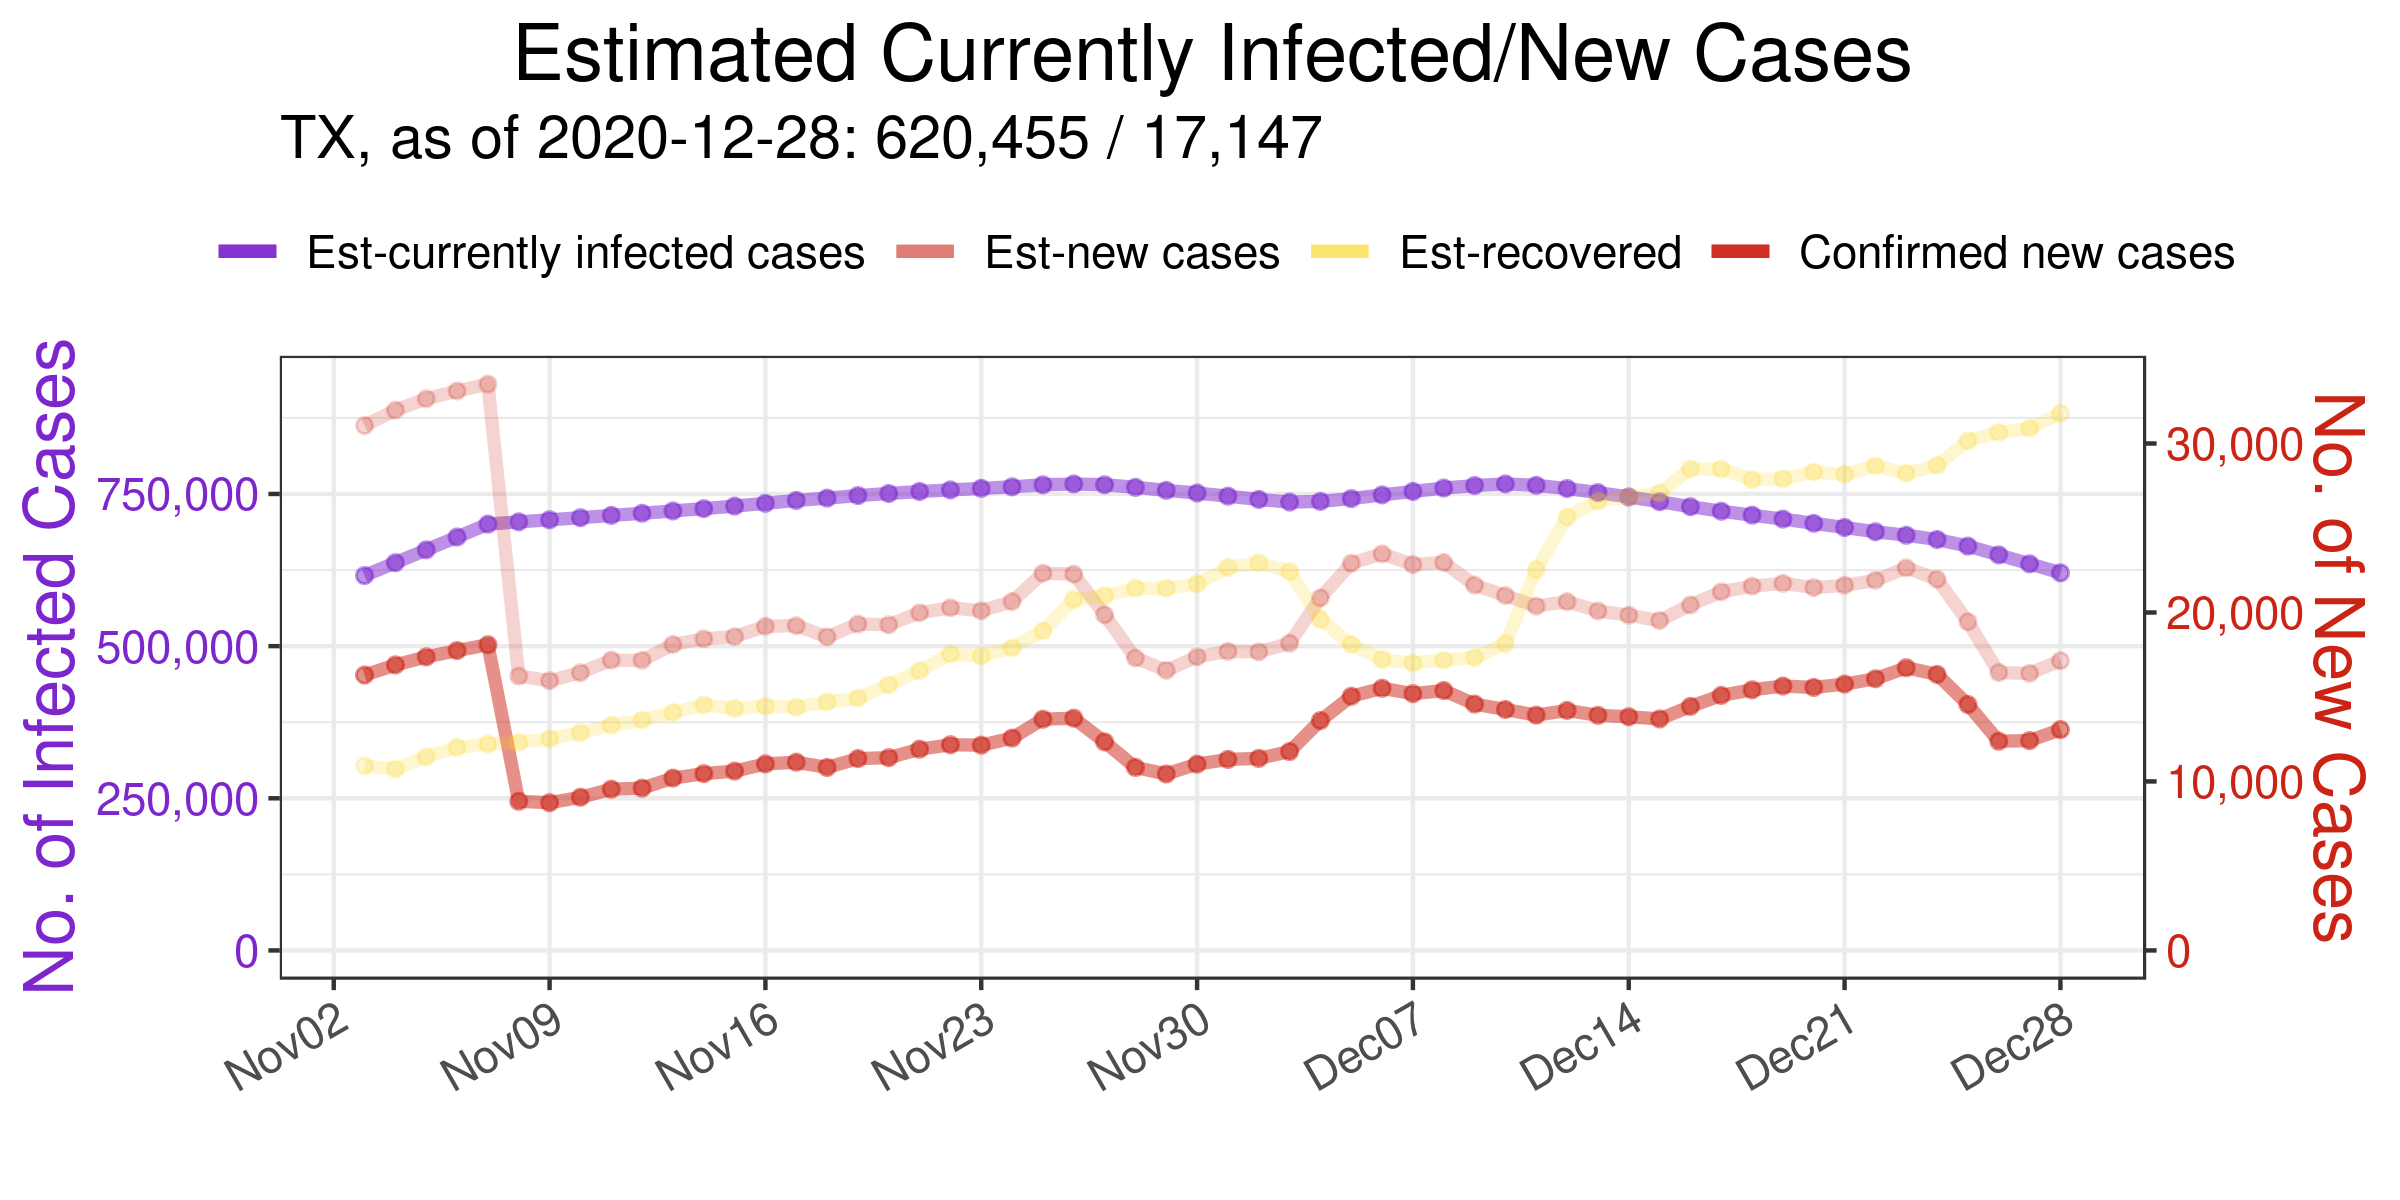 Estimated Currently Infected/New Cases
TX, as of 2020-12-28: 620,455 / 17,147
Est-currently infected cases Est-new cases Est-recovered Confirmed new cases
No. of Infected Cases
750,000
500,000
250,000
0
30,000
20,000
10,000
0
No. of New Cases
Nov02 Nov09 Nov16 Nov23 Nov30 Dec07 Dec14 Dec21 Dec28